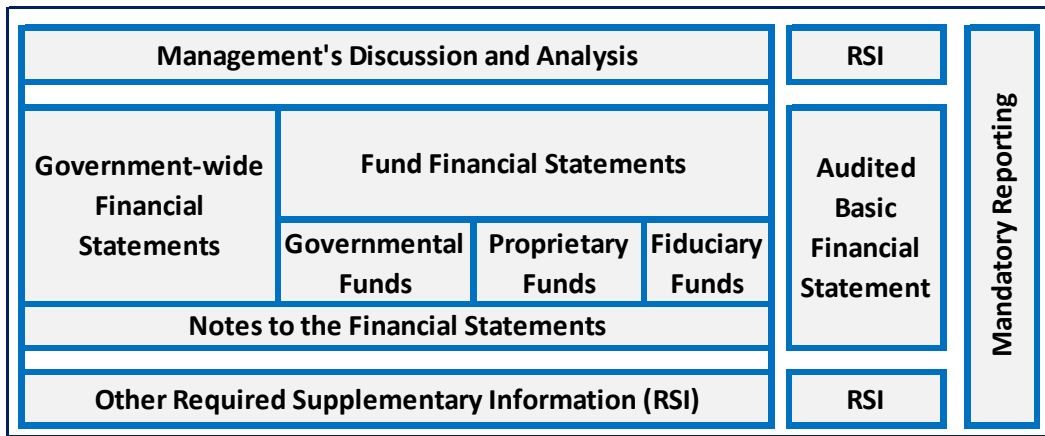 Management's Discussion and Analysis
RSI
Government-wide
Financial
Statements
Fund Financial Statements
Governmental
Funds
Proprietary
Funds
Fiduciary
Funds
Notes to the Financial Statements
Audited
Basic
Financial
Statement
Other Required Supplementary Information (RSI)
RSI
Mandatory Reporting